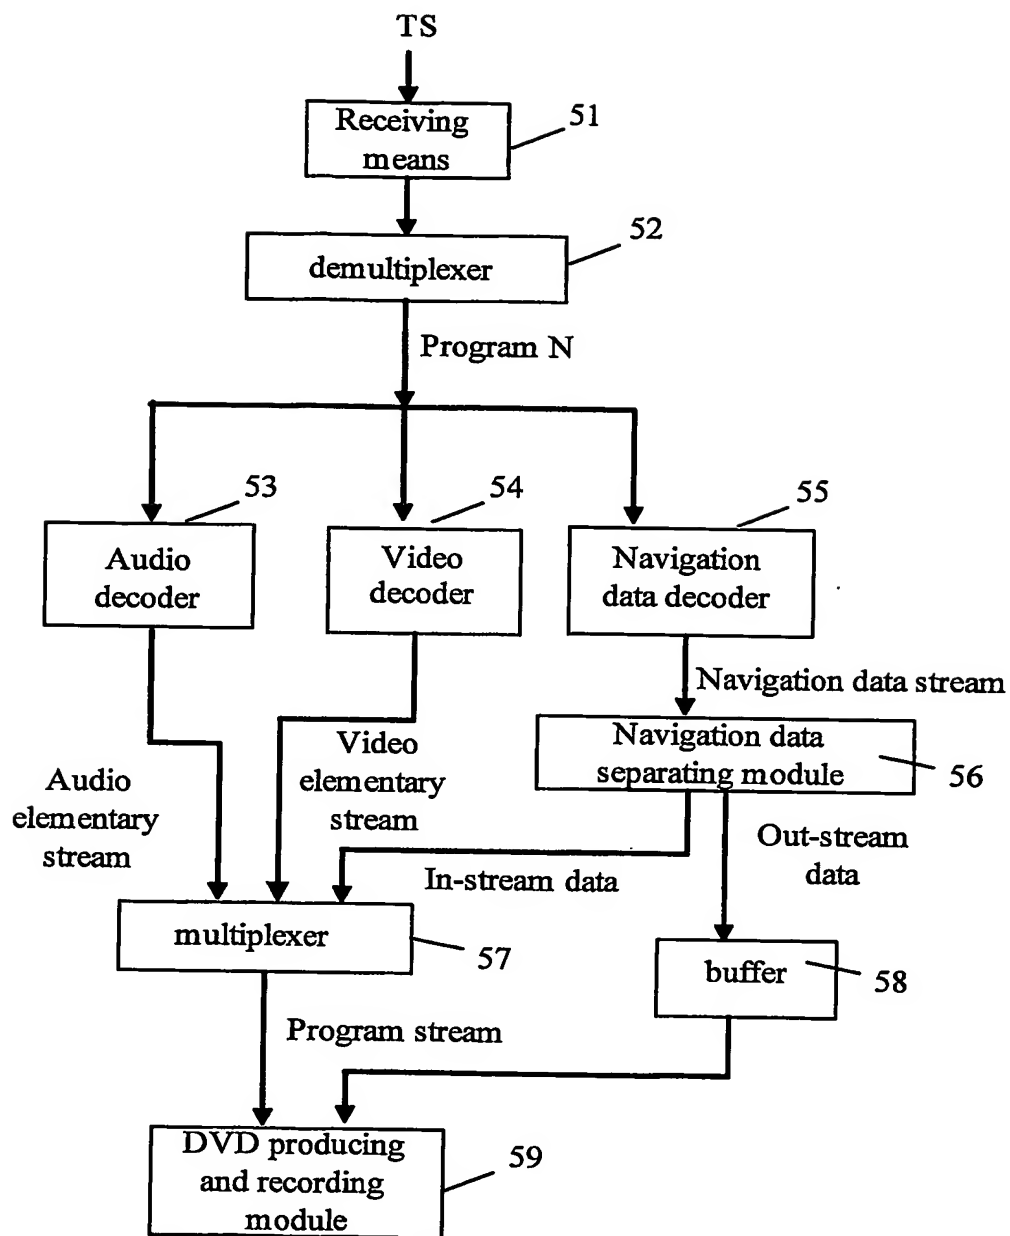 TS
Receiving
means
51
demultiplexer
52
Program N
53
54
55
Audio
decoder
Video
decoder
Navigation
data decoder
Navigation data stream
Navigation data
separating module
56
Audio
elementary
stream
Video
elementary
stream
In-stream data
Out-stream
data
multiplexer
57
buffer
58
Program stream
DVD producing
and recording
module
59